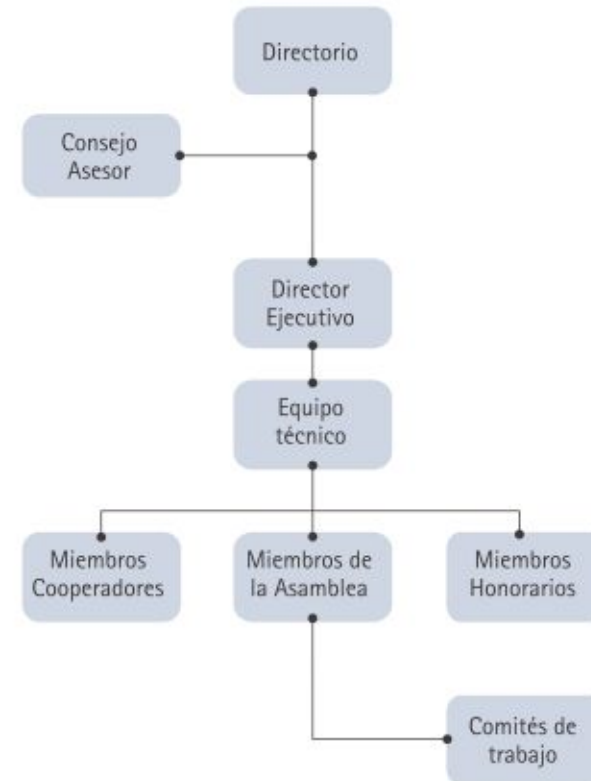 Directorio
Consejo
Asesor
Director
Ejecutivo
Equipo
técnico
Miembros
Cooperadores
Miembros de
la Asamblea
Miembros
Honorarios
Comités de
trabajo